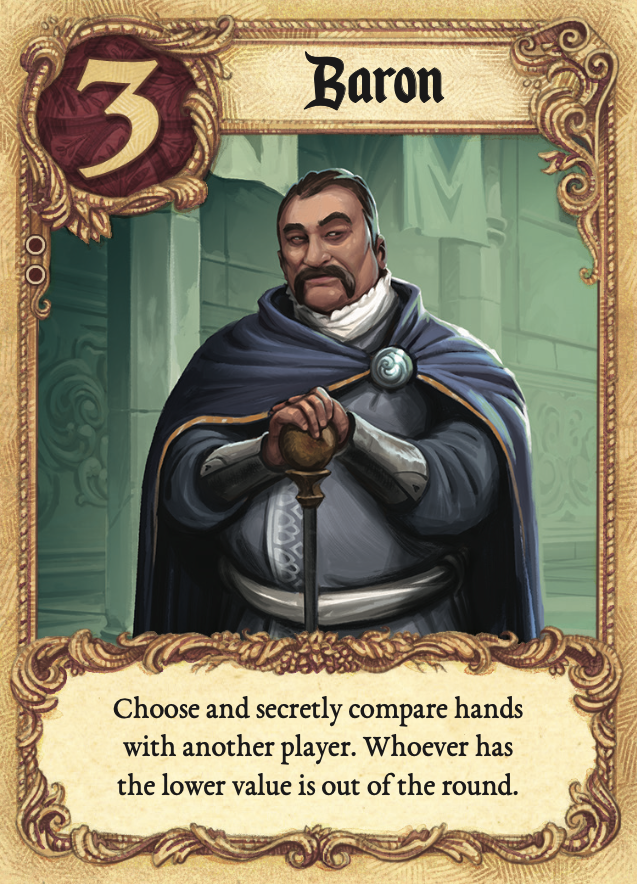 3
Baron
Choose and secretly compare hands
with another player. Whoever has
the lower value is out of the round.